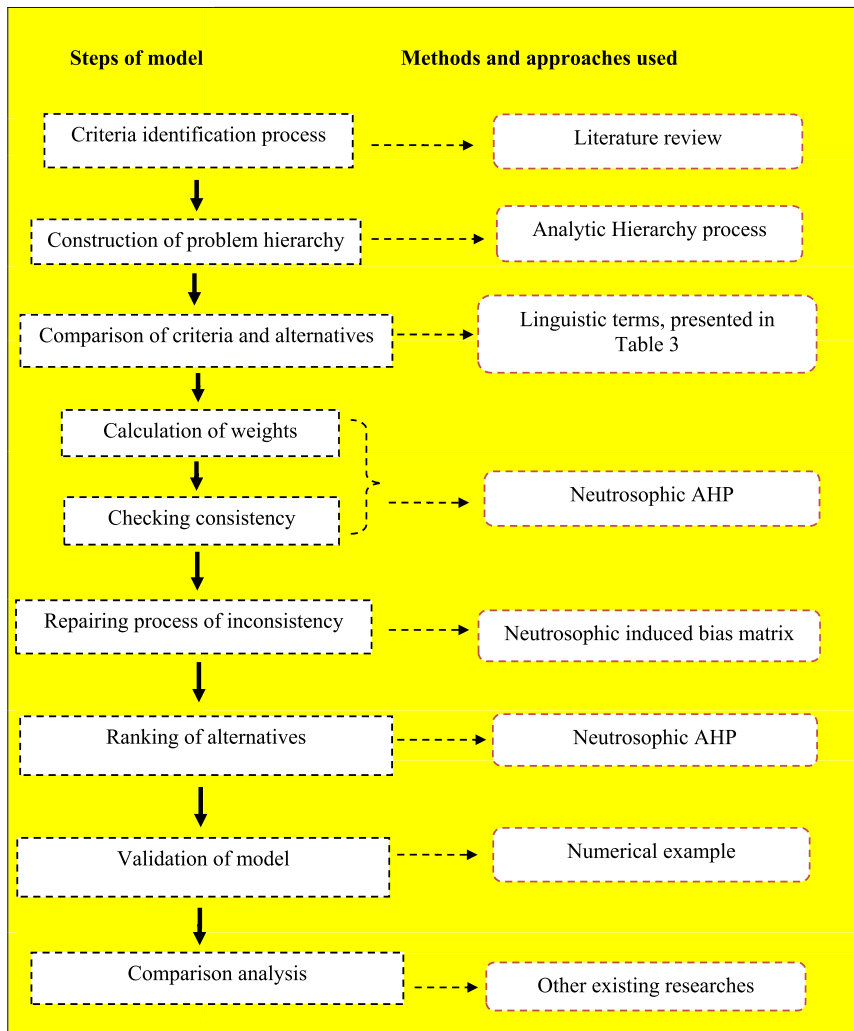 Steps of model
Methods and approaches used
Criteria identification process
Literature review
Construction of problem hierarchy
Analytic Hierarchy process
Comparison of criteria and alternatives
Linguistic terms, presented in
Table 3
Calculation of weights
Checking consistency
Neutrosophic AHP
Repairing process of inconsistency
Neutrosophic induced bias matrix
Ranking of alternatives
Neutrosophic AHP
Validation of model
Numerical example
Comparison analysis
Other existing researches